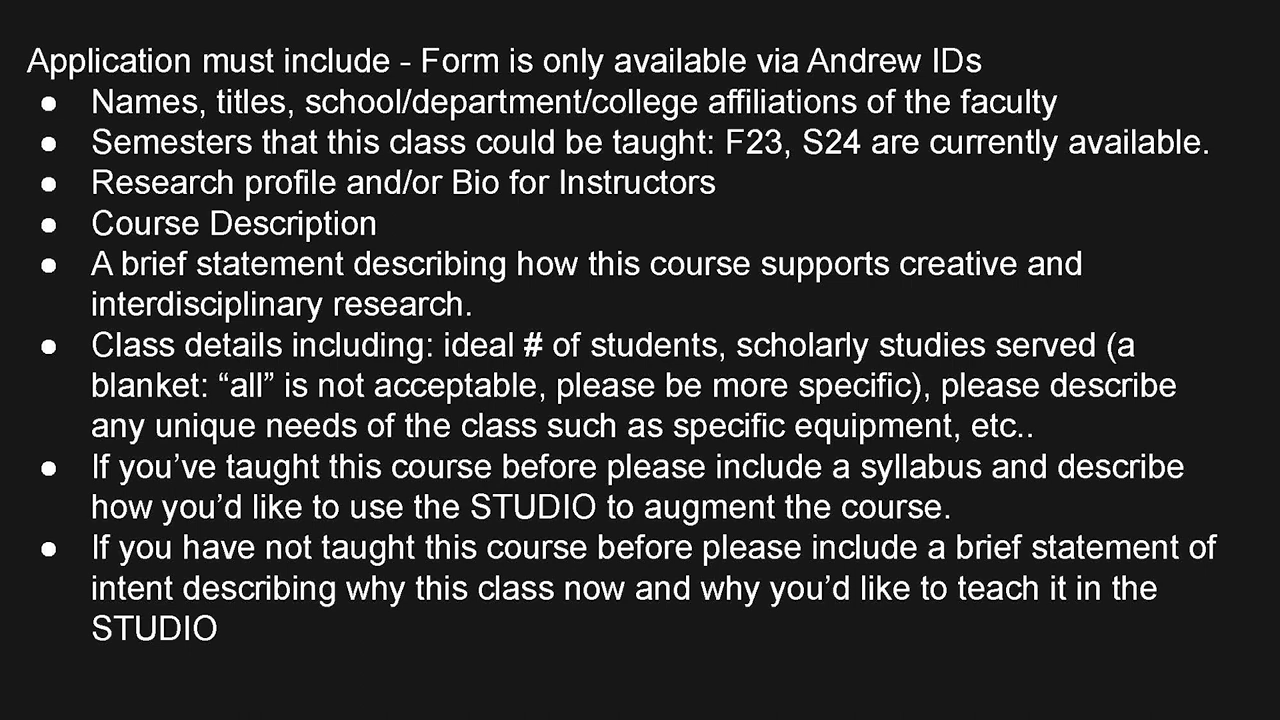 Application must include - Form is only available via Andrew IDs
● Names, titles, school/department/college affiliations of the faculty
● Semesters that this class could be taught: F23, S24 are currently available.
● Research profile and/or Bio for Instructors
● Course Description
● A brief statement describing how this course supports creative and
interdisciplinary research.
● Class details including: ideal # of students, scholarly studies served (a
blanket: “all” is not acceptable, please be more specific), please describe
any unique needs of the class such as specific equipment, etc..
● If you’ve taught this course before please include a syllabus and describe
how you’d like to use the STUDIO to augment the course.
● If you have not taught this course before please include a brief statement of
intent describing why this class now and why you’d like to teach it in the
STUDIO